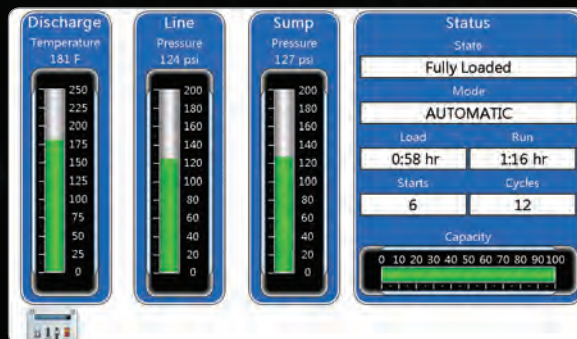 Discharge
Temperature
181 F
250
225
200
175
150
125
100
75
50
25
0
Line
Pressure
124 psi
200
180
160
140
120
100
80
60
40
20
0
Sump
Pressure
127 psi
200
180
160
140
120
100
80
60
40
20
0
Status
State
Fully Loaded
Mode
AUTOMATIC
Load Run
0:58 hr 1:16 hr
Starts Cycles
6 12
Capacity
0 10 20 30 40 50 60 70 80 90 100